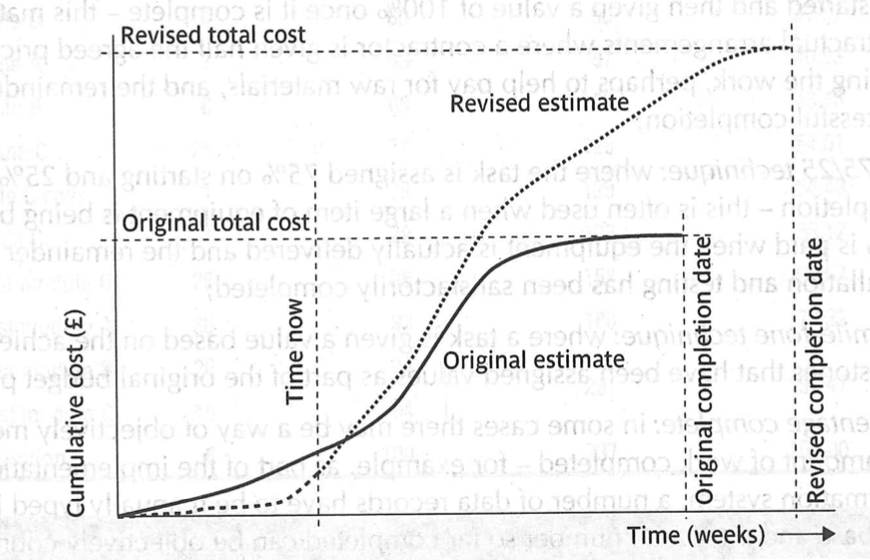 Revised total cost
Revised estimate
Original total cost
Time now
Original estimate
Cumulative cost (£)
Original completion date
Revised completion date
Time (weeks)